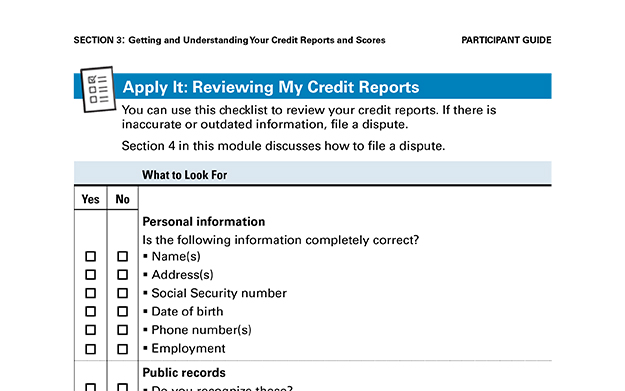 SECTION 3: Getting and Understanding Your Credit Reports and Scores PARTICIPANT GUIDE
Apply It: Reviewing My Credit Reports
You can use this checklist to review your credit reports. If there is
inaccurate or outdated information, file a dispute.
Section 4 in this module discusses how to file a dispute.
What to Look For
Yes No
Personal information
Is the following information completely correct?
▪ Name(s)
▪ Address(s)
▪ Social Security number
▪ Date of birth
▪ Phone number(s)
▪ Employment
Public records
▪ Do you recognize these?